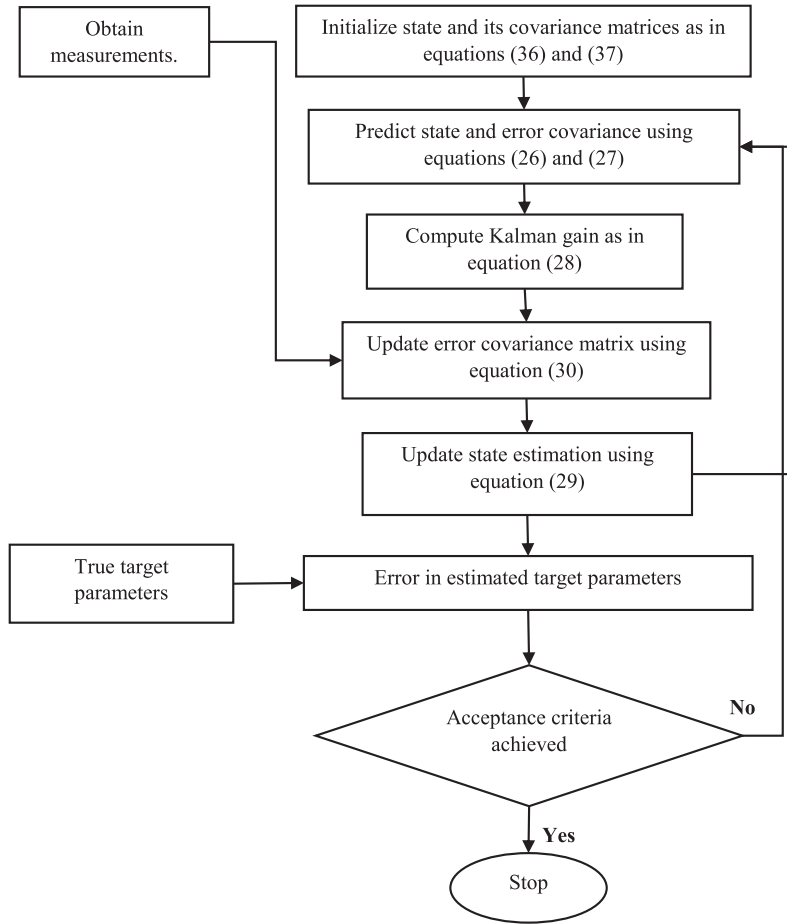 Obtain
measurements.
Initialize state and its covariance matrices as in
equations (36) and (37)
Predict state and error covariance using
equations (26) and (27)
Compute Kalman gain as in
equation (28)
Update error covariance matrix using
equation (30)
Update state estimation using
equation (29)
True target
parameters
Error in estimated target parameters
Acceptance criteria
achieved
No
Yes
Stop